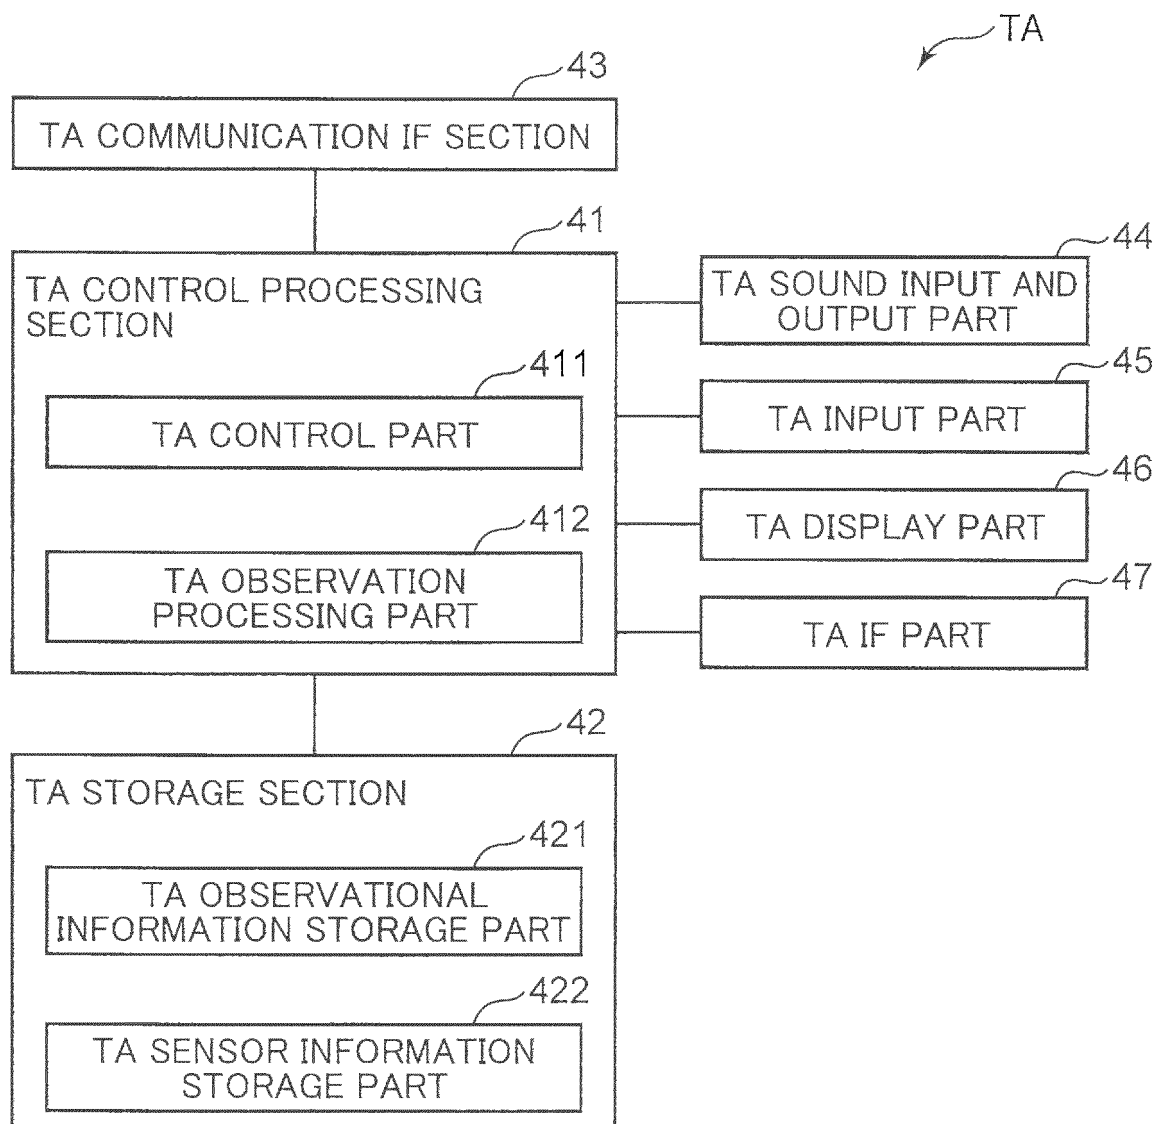 TA
43
TA COMMUNICATION IF SECTION
41
TA CONTROL PROCESSING
SECTION
411
TA CONTROL PART
412
TA OBSERVATION
PROCESSING PART
44
TA SOUND INPUT AND
OUTPUT PART
45
TA INPUT PART
46
TA DISPLAY PART
47
TA IF PART
42
TA STORAGE SECTION
421
TA OBSERVATIONAL
INFORMATION STORAGE PART
422
TA SENSOR INFORMATION
STORAGE PART